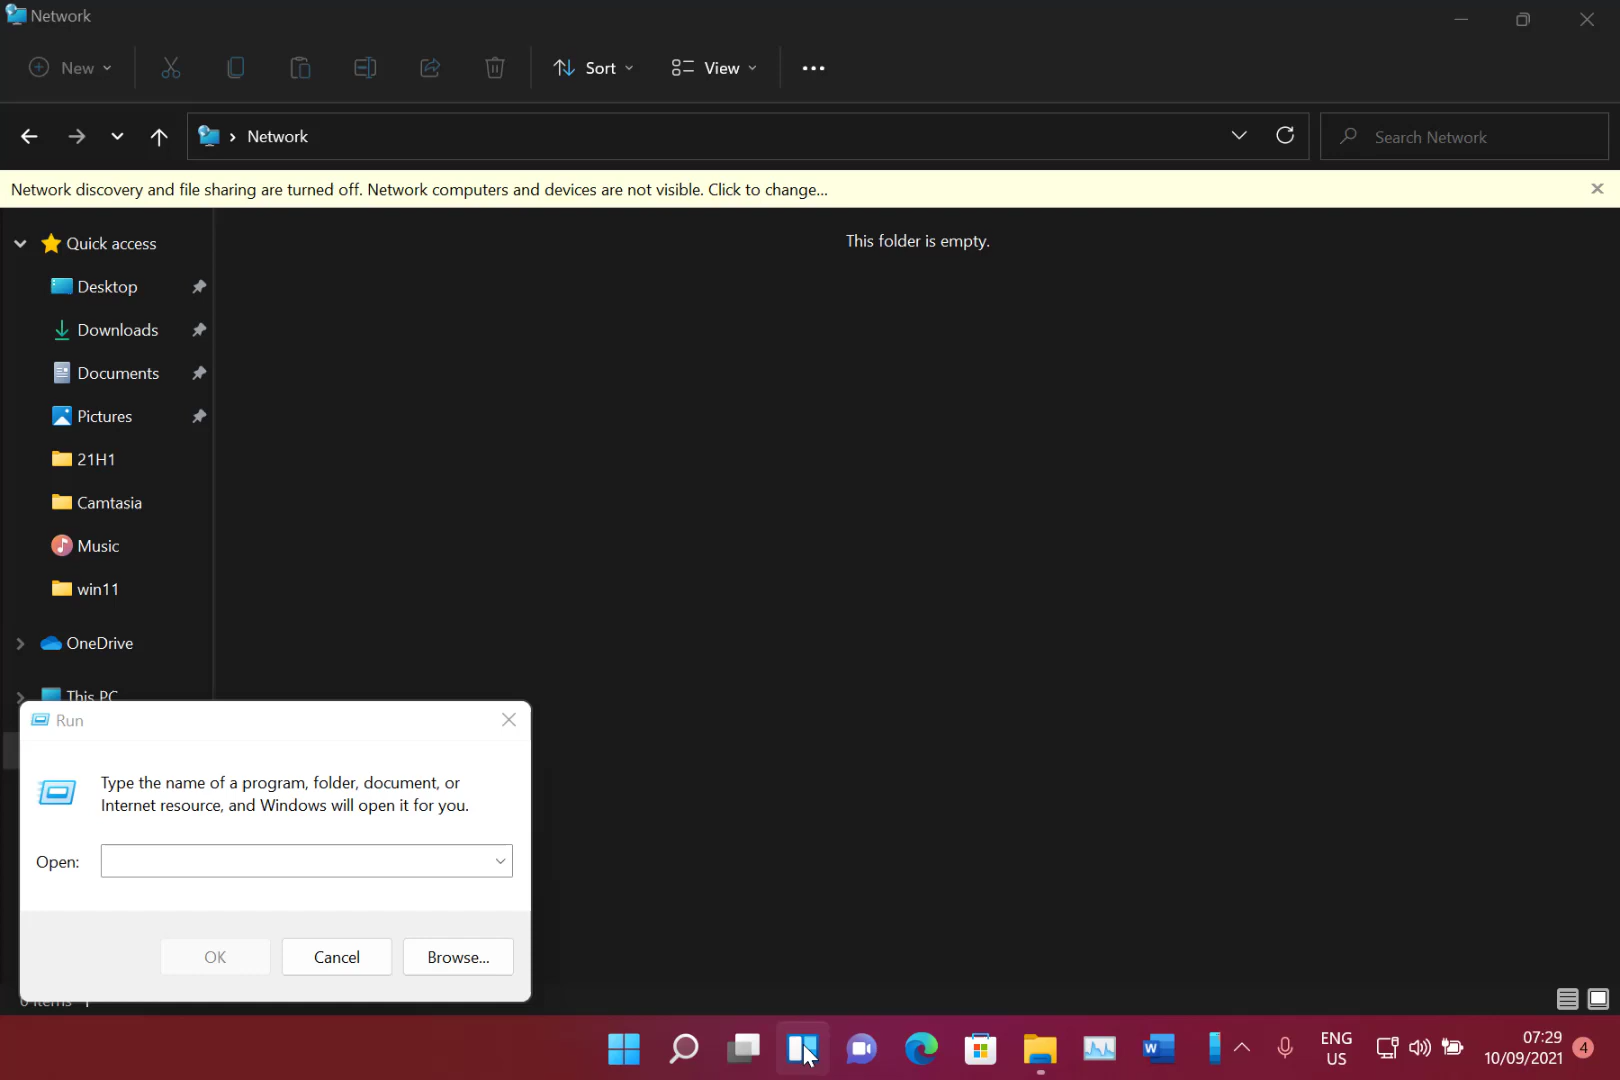 Network
New
Sort
View
Network
Search Network
Network discovery and file sharing are turned off. Network computers and devices are not visible. Click to change...
Quick access
This folder is empty.
Desktop
Downloads
Documents
Pictures
21H1
Camtasia
Music
win11
OneDrive
This PC
Run
Type the name of a program, folder, document, or
Internet resource, and Windows will open it for you.
Open:
OK
Cancel
Browse...
0 items
ENG
US
07:29
10/09/2021
4